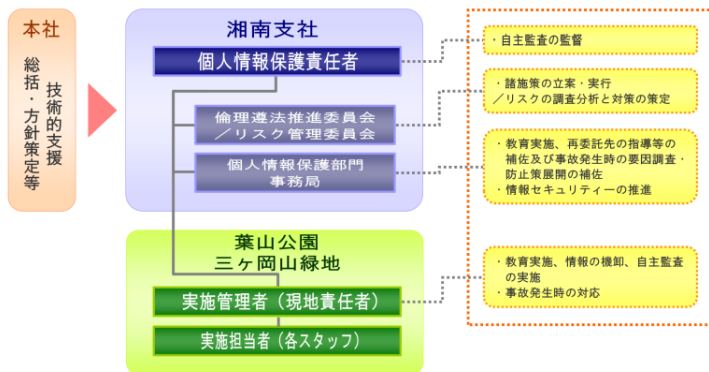 本社
技術的支援
総括・方針策定等
湘南支社
個人情報保護責任者
倫理遵法推進委員会
／リスク管理委員会
個人情報保護部門
事務局
葉山公園
三ケ岡山緑地
実施管理者（現地責任者）
実施担当者（各スタッフ）
・自主監査の監督
・諸施策の立案・実行
／リスクの調査分析と対策の策定
・教育実施、再委託先の指導等の
補佐及び事故発生時の要因調査・
防止策展開の補佐
・情報セキュリティーの推進
・教育実施、情報の機卸、自主監査
の実施
・事故発生時の対応